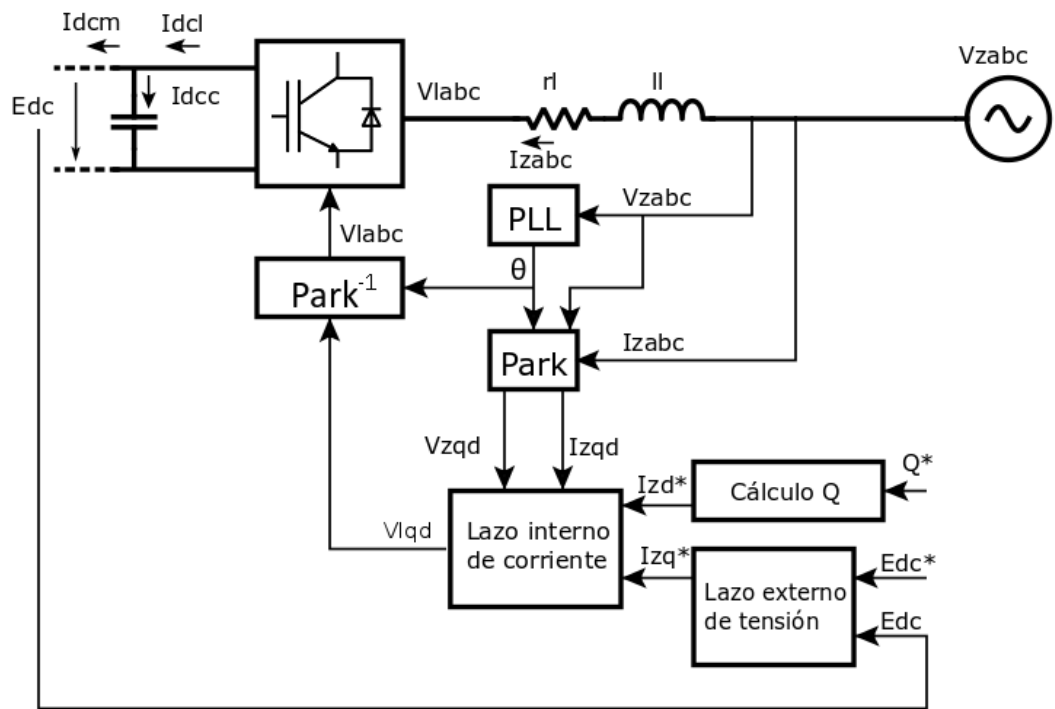 Idcm
Idcl
Vzabc
Edc
Idcc
Vlabc
rl
ll
Izabc
PLL
Vzabc
Vlabc
θ
Park-1
Park
Izabc
Vzqd
Izqd
Izd*
Cálculo Q
Q*
Vlqd
Lazo interno
de corriente
Izq*
Lazo externo
de tensión
Edc*
Edc